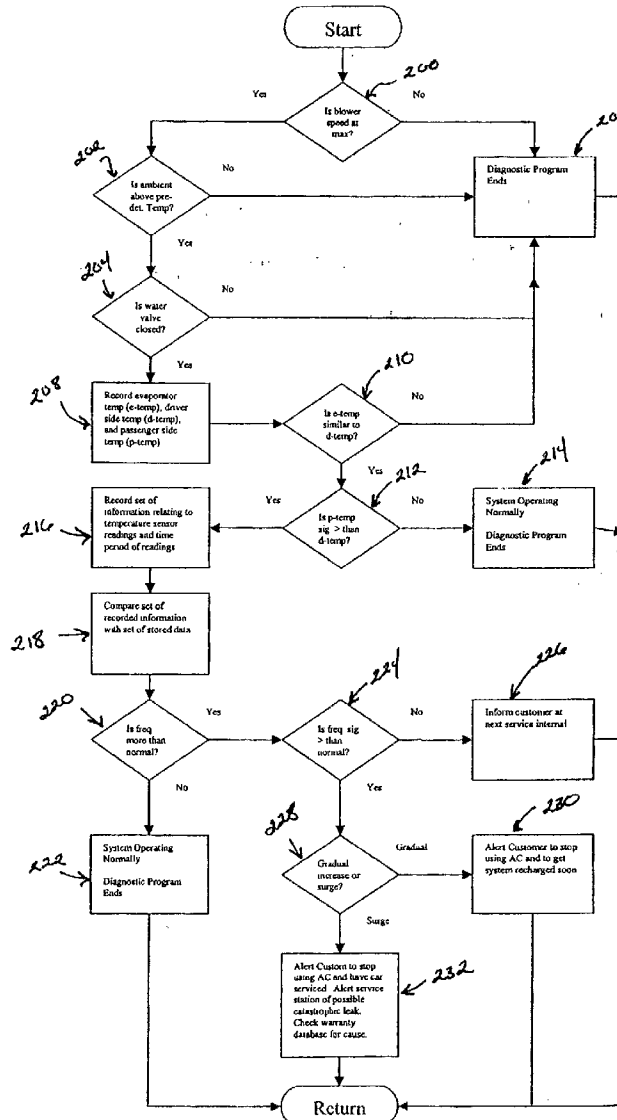 Start
200
Yes
No
Is blower
speed at
max?
20
202
Is ambient
above pre-
det. Temp?
No
Diagnostic Program
Ends
Yes
204
Is water
valve
closed?
No
Yes
210
208
Record evaporator
temp (e-temp), driver
side temp (d-temp),
and passenger side
temp (p-temp)
Is e-temp
similar to
d-temp?
No
Yes
212
214
216
Record set of
information relating to
temperature sensor
readings and time
period of readings
Yes
Is p-temp
sig > than
d-temp?
No
System Operating
Normally
Diagnostic Program
Ends
218
Compare set of
recorded information
with set of stored data
224
226
220
Is freq
more than
normal?
Yes
Is freq sig
> than
normal?
No
Inform customer at
next service internal
No
Yes
228
230
222
System Operating
Normally
Diagnostic Program
Ends
Gradual
increase or
surge?
Gradual
Alert Customer to stop
using AC and to get
system recharged soon
Surge
Alert Custom to stop
using AC and have car
serviced. Alert service
station of possible
catastrophic leak.
Check warranty
database for cause.
232
Return